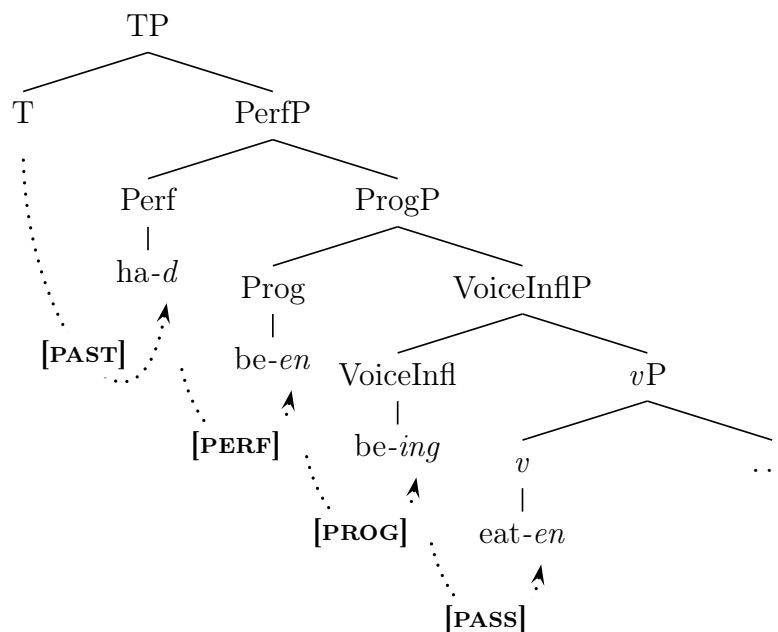 TP
T PerfP
Perf ProgP
ha-d Prog VoiceInflP
[PAST] be-en VoiceInfl vP
[PERF] be-ing v ..
[PROG] eat-en
[PASS]